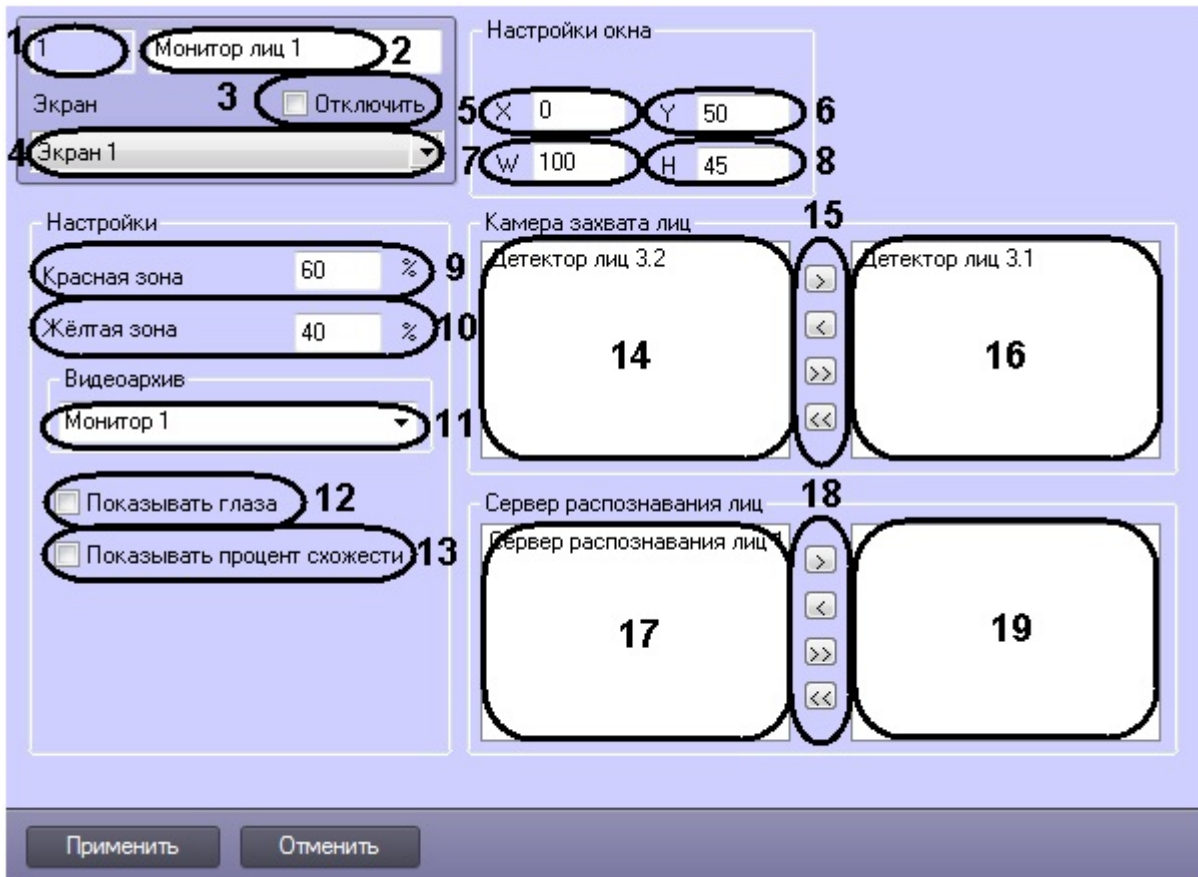 1 1 Монитор лиц 1 2
Экран 3 Отключить
4 Экран 1
Настройки окна
5 X 0 Y 50 6
7 W 100 H 45 8
Настройки
Красная зона 60 % 9
Жёлтая зона 40 % 10
Видеоархив
Монитор 1 11
Показывать глаза 12
Показывать процент схожести 13
Камера захвата лиц 15
Детектор лиц 3.2
14
>
<
>>
<<
Детектор лиц 3.1
16
Сервер распознавания лиц 18
Сервер распознавания лиц 1
17
>
<
>>
<<
19
Применить Отменить